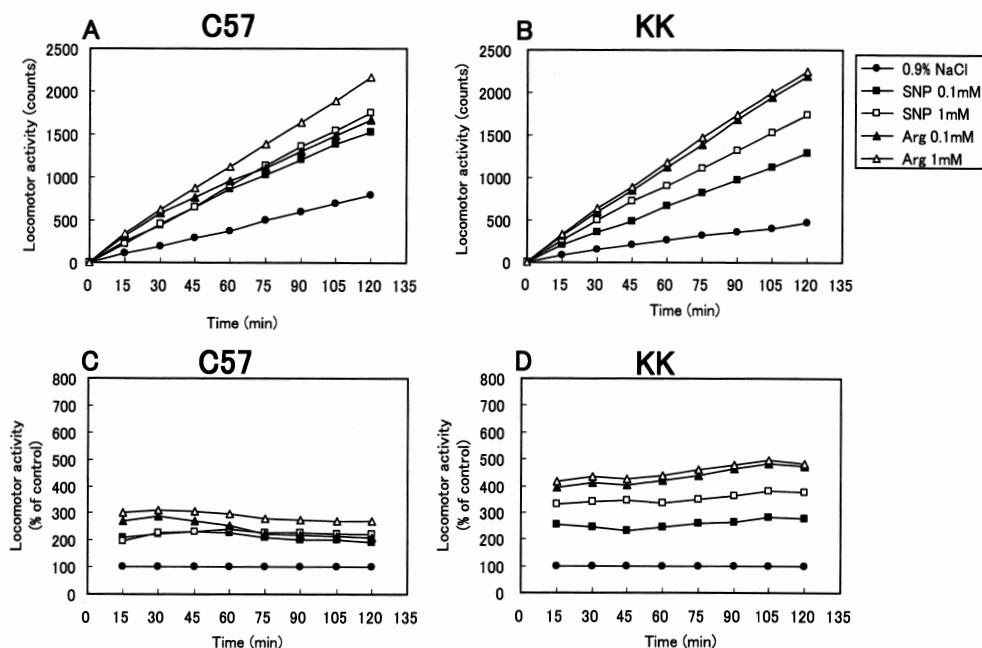 A
C57
Locomotor activity (counts)
2500
2000
1500
1000
500
0
0 15 30 45 60 75 90 105 120 135
Time (min)
B
KK
Locomotor activity (counts)
2500
2000
1500
1000
500
0
0 15 30 45 60 75 90 105 120 135
Time (min)
0.9% NaCl
SNP 0.1mM
SNP 1mM
Arg 0.1mM
Arg 1mM
C
C57
Locomotor activity
(% of control)
800
700
600
500
400
300
200
100
0
0 15 30 45 60 75 90 105 120 135
Time (min)
D
KK
Locomotor activity
(% of control)
800
700
600
500
400
300
200
100
0
0 15 30 45 60 75 90 105 120 135
Time (min)